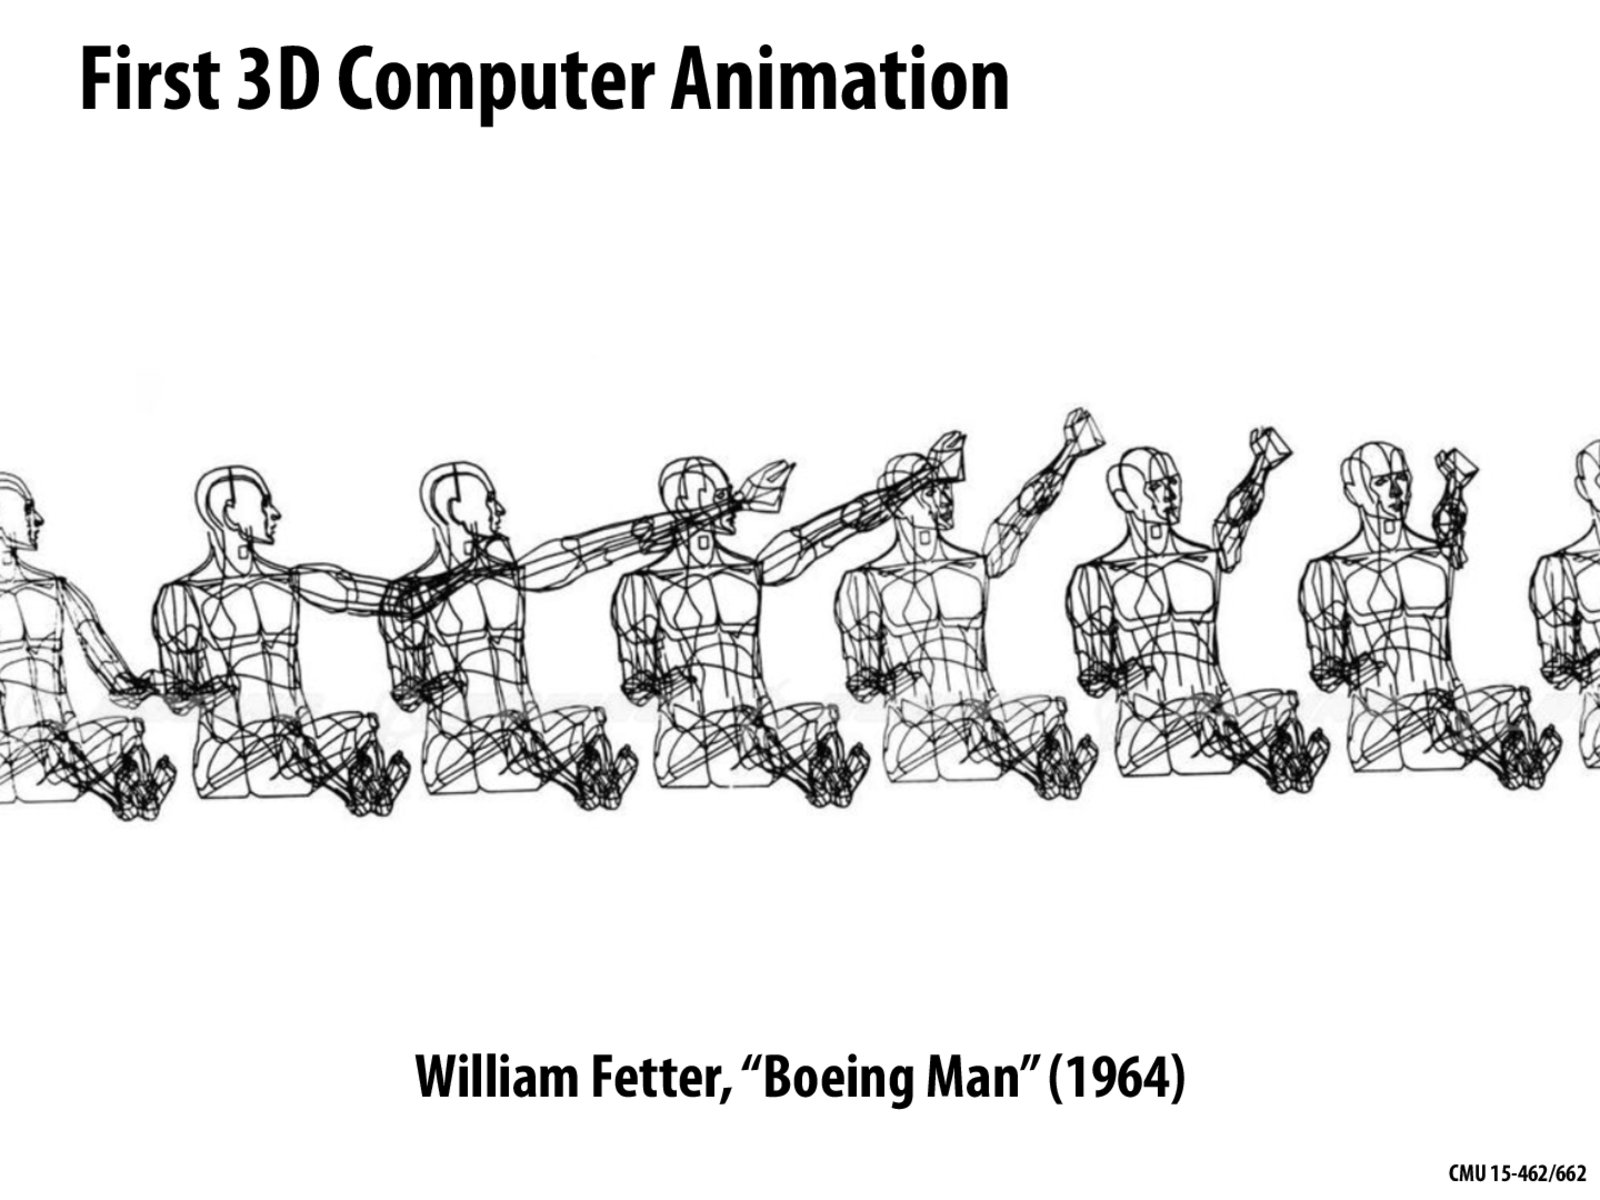 First 3D Computer Animation
William Fetter, “Boeing Man” (1964)
CMU 15-462/662